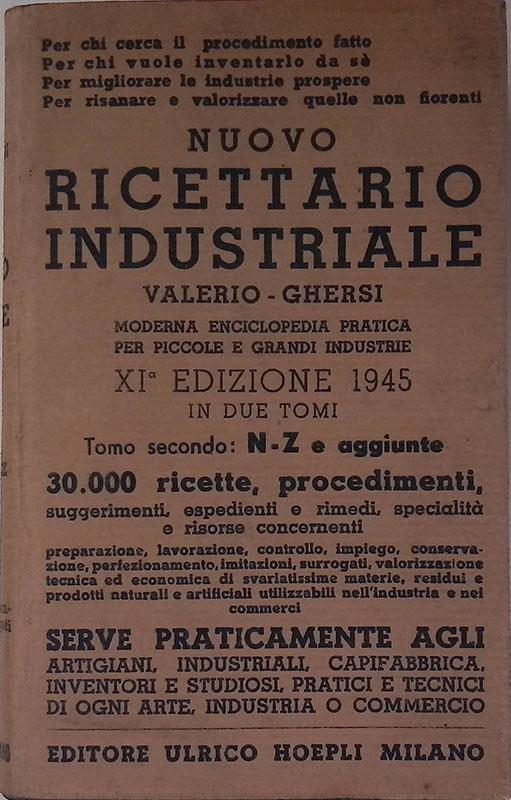 Per chi cerca il procedimento fatto
Per chi vuole inventarlo da sè
Per migliorare le industrie prospere
Per risanare e valorizzare quelle non fiorenti
NUOVO
RICETTARIO
INDUSTRIALE
VALERIO - GHERSI
MODERNA ENCICLOPEDIA PRATICA
PER PICCOLE E GRANDI INDUSTRIE
XIª EDIZIONE 1945
IN DUE TOMI
Tomo secondo: N-Z e aggiunte
30.000 ricette, procedimenti,
suggerimenti, espedienti e rimedi, specialità
e risorse concernenti
preparazione, lavorazione, controllo, impiego, conserva-
zione, perfezionamento, imitazioni, surrogati, valorizzazione
tecnica ed economica di svariatissime materie, residui e
prodotti naturali e artificiali utilizzabili nell'industria e nei
commerci
SERVE PRATICAMENTE AGLI
ARTIGIANI, INDUSTRIALI, CAPIFABBRICA,
INVENTORI E STUDIOSI, PRATICI E TECNICI
DI OGNI ARTE, INDUSTRIA O COMMERCIO
EDITORE ULRICO HOEPLI MILANO